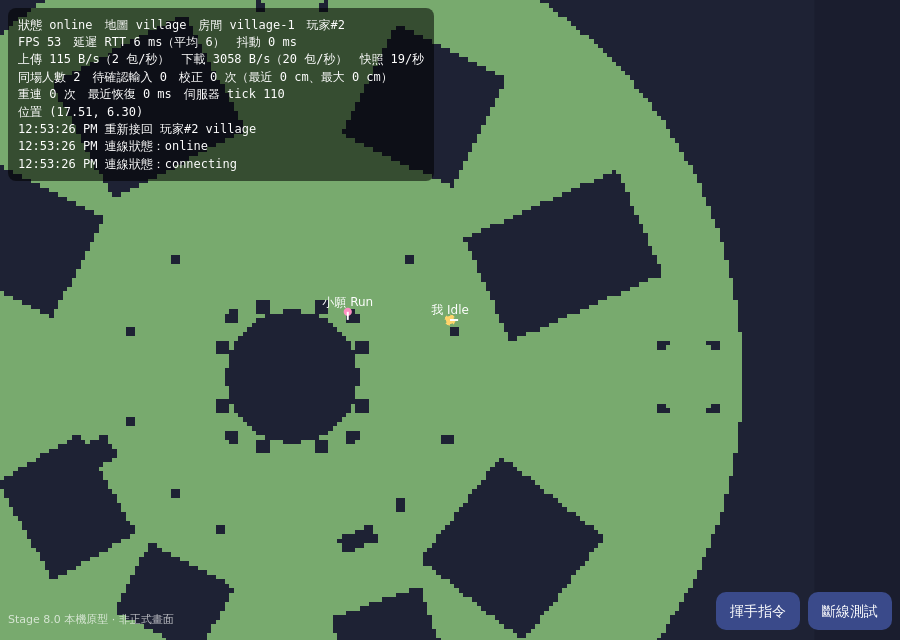 狀態 online 地圖 village 房間 village-1 玩家#2
FPS 53 延遲 RTT 6 ms（平均 6） 抖動 0 ms
上傳 115 B/s（2 包/秒） 下載 3058 B/s（20 包/秒） 快照 19/秒
同場人數 2 待確認輸入 0 校正 0 次（最近 0 cm、最大 0 cm）
重連 0 次 最近恢復 0 ms 伺服器 tick 110
位置 (17.51, 6.30)
12:53:26 PM 重新接回 玩家#2 village
12:53:26 PM 連線狀態：online
12:53:26 PM 連線狀態：connecting
小願 Run
我 Idle
Stage 8.0 本機原型 · 非正式畫面
揮手指令
斷線測試